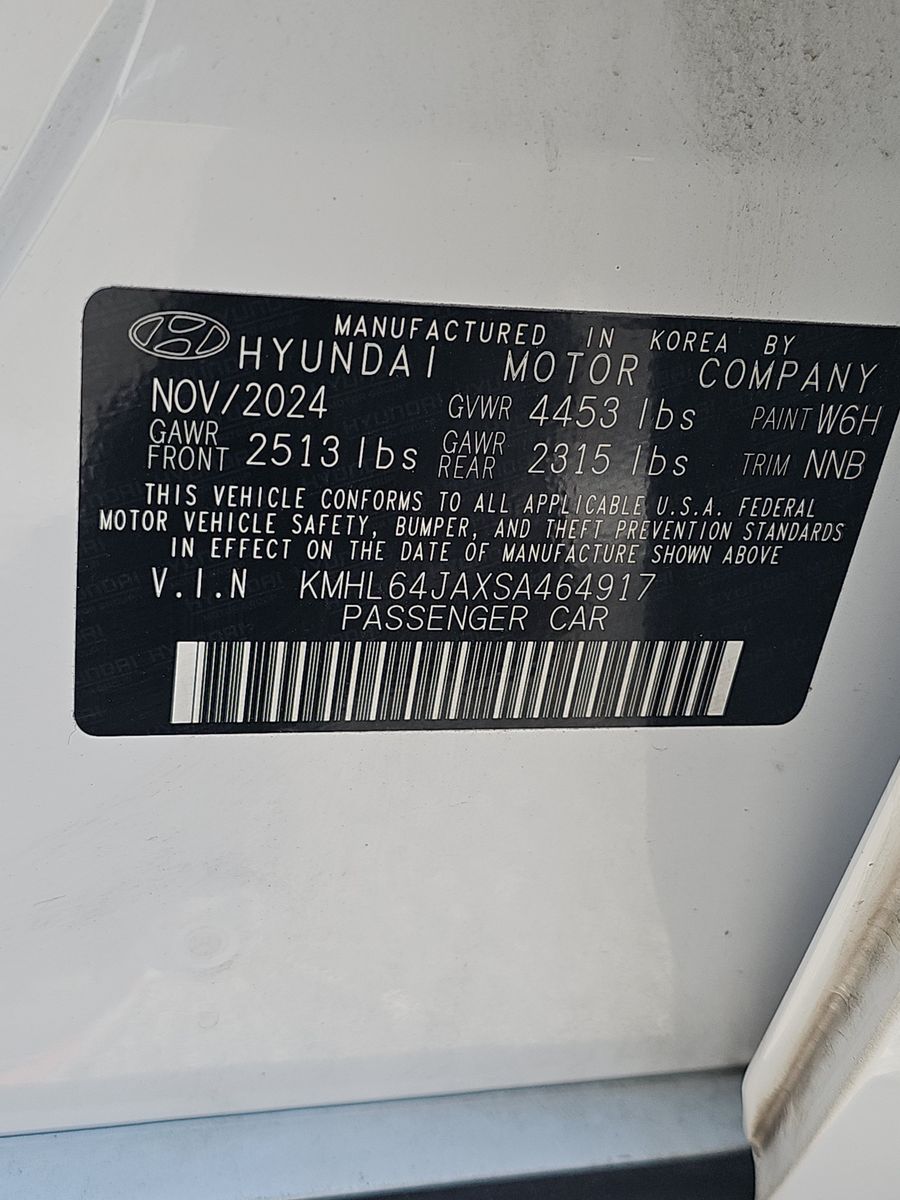 MANUFACTURED IN KOREA BY
HYUNDAI MOTOR COMPANY
NOV/2024 GVWR 4453 lbs PAINT W6H
GAWR FRONT 2513 lbs GAWR REAR 2315 lbs TRIM NNB
THIS VEHICLE CONFORMS TO ALL APPLICABLE U.S.A. FEDERAL
MOTOR VEHICLE SAFETY, BUMPER, AND THEFT PREVENTION STANDARDS
IN EFFECT ON THE DATE OF MANUFACTURE SHOWN ABOVE
V.I.N KMHL64JAXSA464917
PASSENGER CAR